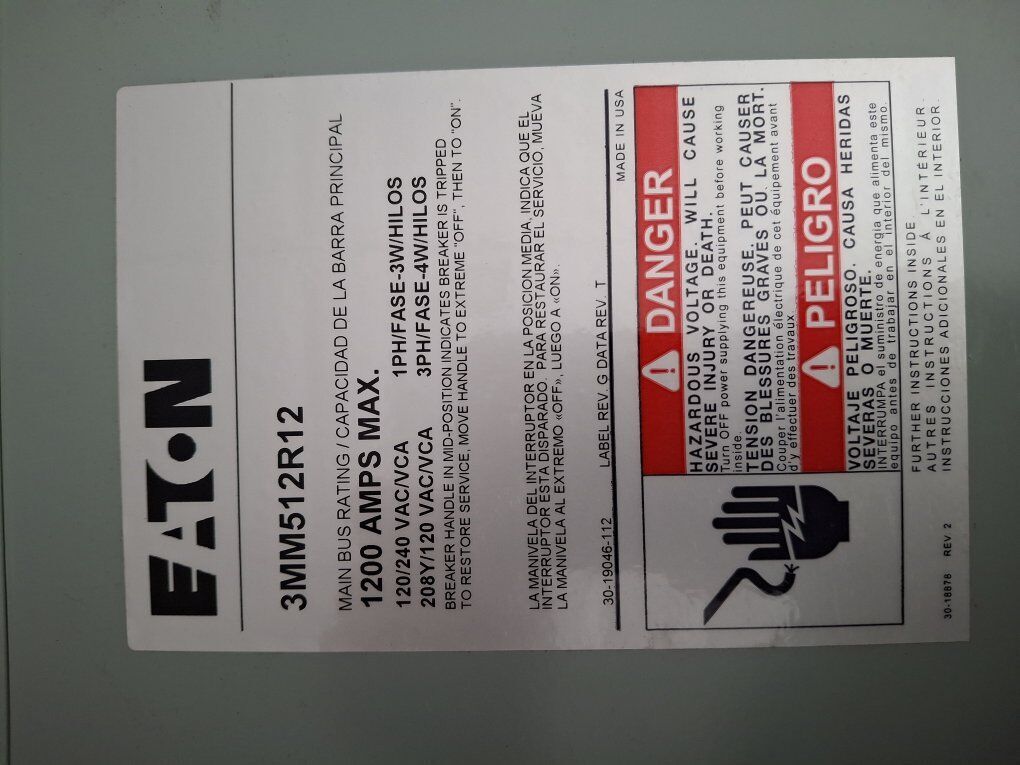 EATON
3MM512R12
MAIN BUS RATING / CAPACIDAD DE LA BARRA PRINCIPAL
1200 AMPS MAX.
120/240 VAC/VCA 1PH/FASE-3W/HILOS
208Y/120 VAC/VCA 3PH/FASE-4W/HILOS
BREAKER HANDLE IN MID-POSITION INDICATES BREAKER IS TRIPPED
TO RESTORE SERVICE, MOVE HANDLE TO EXTREME "OFF", THEN TO "ON".
LA MANIVELA DEL INTERRUPTOR EN LA POSICION MEDIA, INDICA QUE EL
INTERRUPTOR ESTA DISPARADO. PARA RESTAURAR EL SERVICIO, MUEVA
LA MANIVELA AL EXTREMO «OFF», LUEGO A «ON».
30-19046-112 LABEL REV. G DATA REV. T MADE IN USA
DANGER
HAZARDOUS VOLTAGE. WILL CAUSE
SEVERE INJURY OR DEATH.
Turn OFF power supplying this equipment before working
inside.
TENSION DANGEREUSE. PEUT CAUSER
DES BLESSURES GRAVES OU LA MORT.
Couper l'alimentation électrique de cet équipement avant
d'y effectuer des travaux
PELIGRO
VOLTAJE PELIGROSO. CAUSA HERIDAS
SEVERAS O MUERTE.
INTERRUMPA el suministro de energia que alimenta este
equipo antes de trabajar en el interior del mismo.
FURTHER INSTRUCTIONS INSIDE.
AUTRES INSTRUCTIONS À L'INTÉRIEUR.
INSTRUCCIONES ADICIONALES EN EL INTERIOR.
30-18878 REV 2